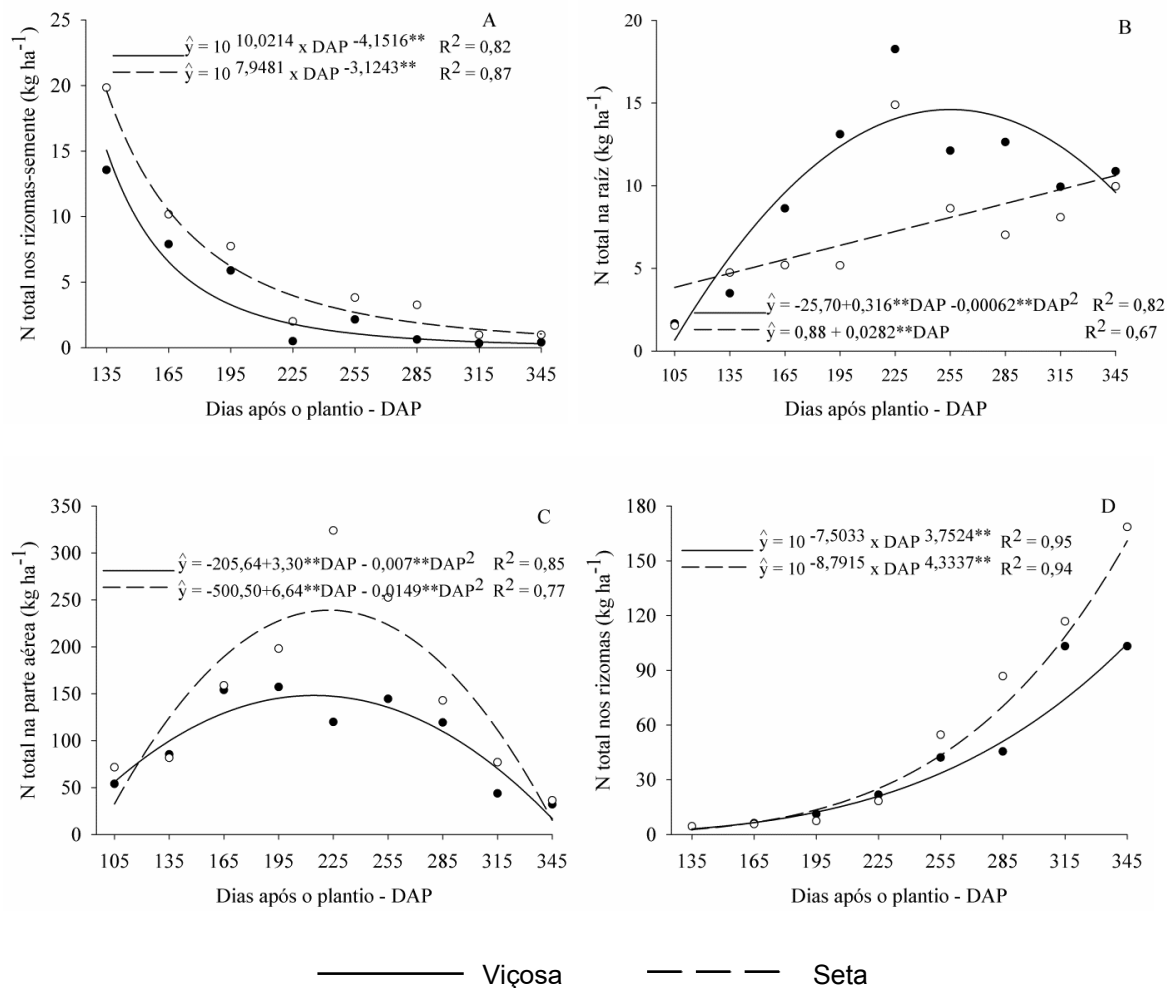 A
N total nos rizomas-semente (kg ha⁻¹)
25
20
15
10
5
0
ŷ = 10 ^10,0214 x DAP ^-4,1516** R² = 0,82
ŷ = 10 ^7,9481 x DAP ^-3,1243** R² = 0,87
135 165 195 225 255 285 315 345
Dias após o plantio - DAP
B
N total na raíz (kg ha⁻¹)
20
15
10
5
0
ŷ = -25,70+0,316**DAP -0,00062**DAP² R² = 0,82
ŷ = 0,88 + 0,0282**DAP R² = 0,67
105 135 165 195 225 255 285 315 345
Dias após plantio - DAP
C
N total na parte aérea (kg ha⁻¹)
350
300
250
200
150
100
50
0
ŷ = -205,64+3,30**DAP - 0,007**DAP² R² = 0,85
ŷ = -500,50+6,64**DAP - 0,0149**DAP² R² = 0,77
105 135 165 195 225 255 285 315 345
Dias após o plantio - DAP
D
N total nos rizomas (kg ha⁻¹)
180
150
120
90
60
30
0
ŷ = 10 ^-7,5033 x DAP ^3,7524** R² = 0,95
ŷ = 10 ^-8,7915 x DAP ^4,3337** R² = 0,94
135 165 195 225 255 285 315 345
Dias após o plantio - DAP
Viçosa Seta